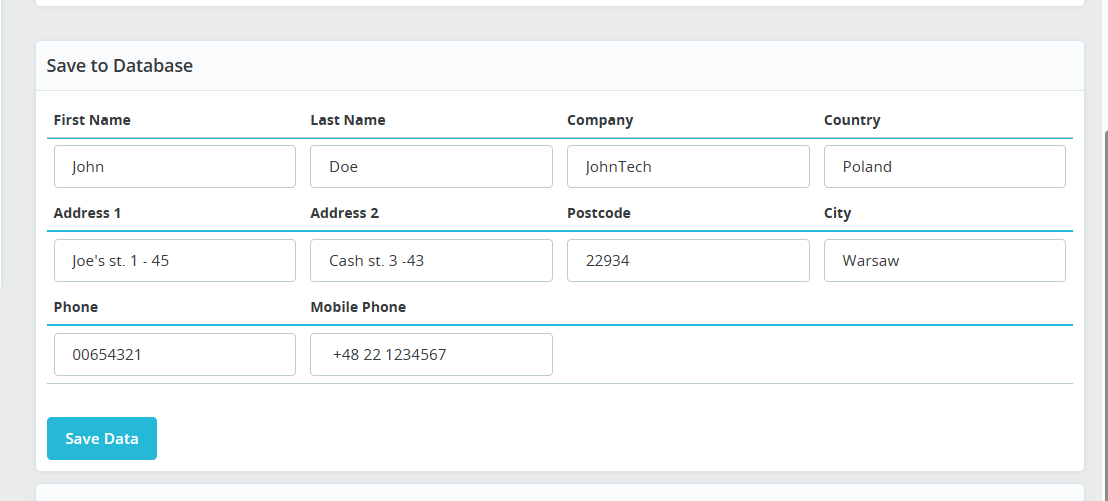 Save to Database
First Name Last Name Company Country
John Doe JohnTech Poland
Address 1 Address 2 Postcode City
Joe's st. 1 - 45 Cash st. 3 -43 22934 Warsaw
Phone Mobile Phone
00654321 +48 22 1234567
Save Data